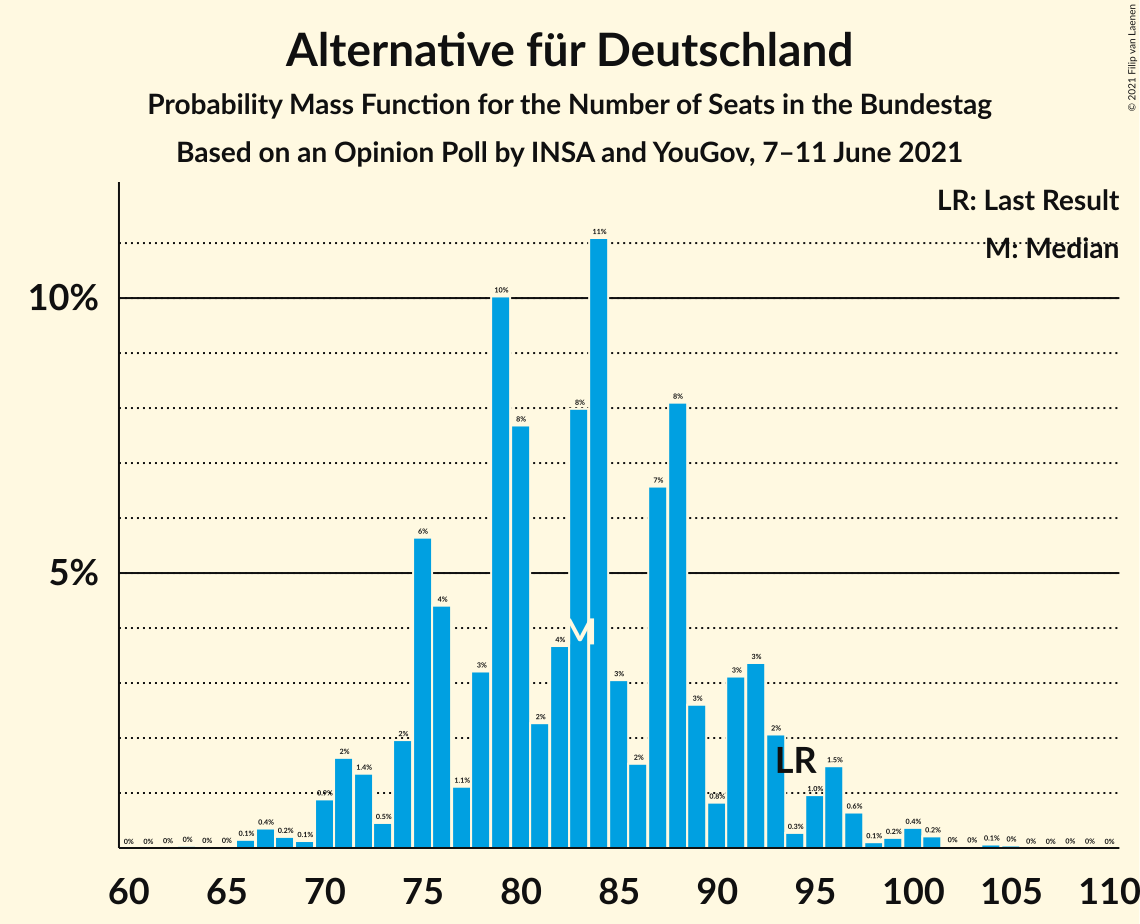 Alternative für Deutschland
Probability Mass Function for the Number of Seats in the Bundestag
Based on an Opinion Poll by INSA and YouGov, 7–11 June 2021
© 2021 Filip van Laenen
LR: Last Result
M: Median
10%
5%
0% 0% 0% 0% 0% 0% 0.1% 0.4% 0.2% 0.1% 0.9% 2% 1.4% 0.5% 2% 6% 4% 1.1% 3% 10% 8% 2% 4% 8% 11% 3% 2% 7% 8% 3% 0.8% 3% 3% 2% 0.3% 1.0% 1.5% 0.6% 0.1% 0.2% 0.4% 0.2% 0% 0% 0.1% 0% 0% 0% 0% 0% 0%
M
LR
60 65 70 75 80 85 90 95 100 105 110